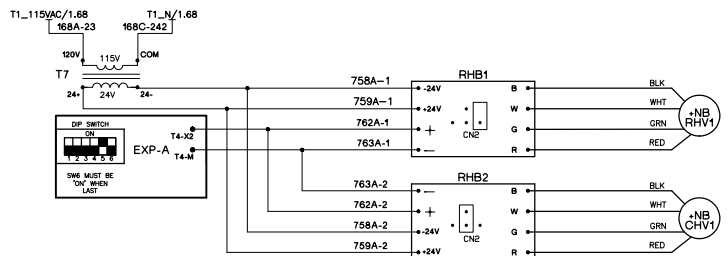 T1_115VAC/1.68 T1_N/1.68
168A-23 168C-242
120V 115V COM
T7
24+ 24V 24-
DIP SWITCH
ON
1 2 3 4 5 6
SW6 MUST BE
"ON" WHEN
LAST
EXP-A
T4-X2
T4-M
758A-1
759A-1
762A-1
763A-1
RHB1
-24V B
+24V W
+ G
- R
CN2
BLK
WHT
GRN
RED
+NB
RHV1
763A-2
762A-2
758A-2
759A-2
RHB2
- B
+ W
-24V G
+24V R
CN2
BLK
WHT
GRN
RED
+NB
CHV1